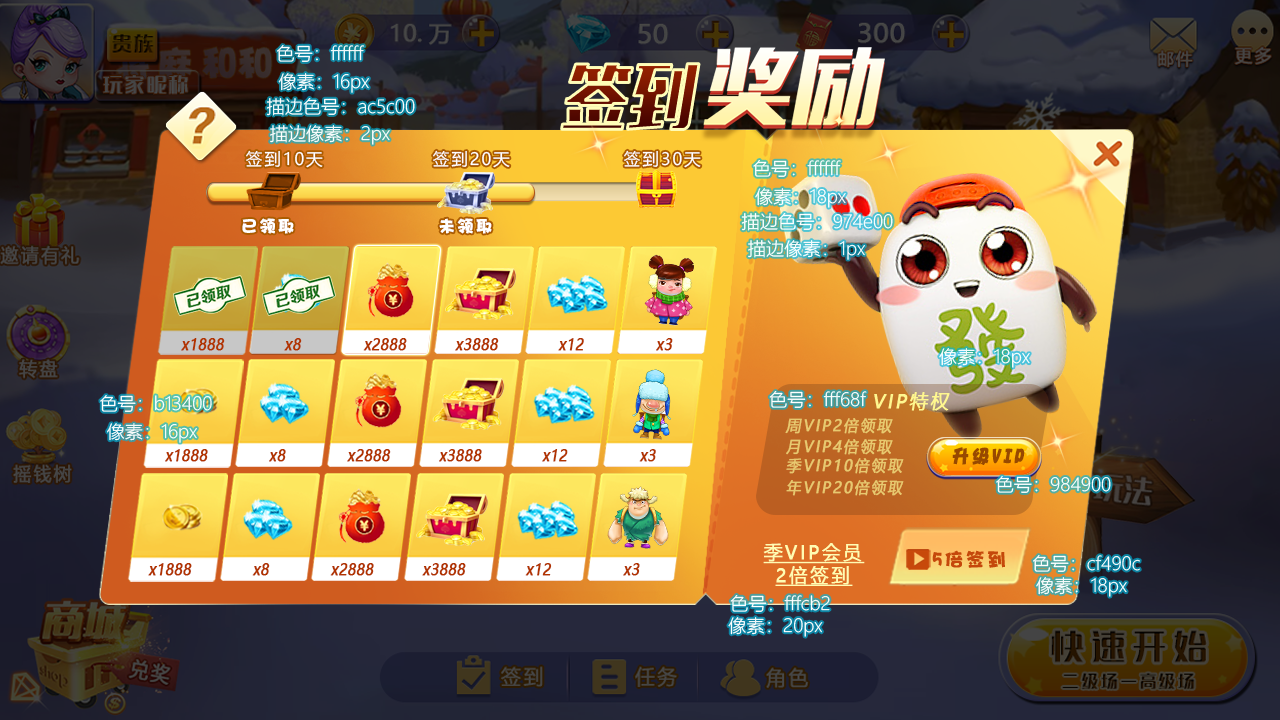 贵族
玩家昵称
10.万
50
300
邮件
更多
签到奖励
色号：ffffff
像素：16px
描边色号：ac5c00
描边像素：2px
?
签到10天
签到20天
签到30天
已领取
未领取
色号：ffffff
像素：18px
描边色号：974e00
描边像素：1px
邀请有礼
转盘
摇钱树
已领取
已领取
x1888
x8
x2888
x3888
x12
x3
色号：b13400
像素：16px
x1888
x8
x2888
x3888
x12
x3
x1888
x8
x2888
x3888
x12
x3
發
像素：18px
色号：fff68f
VIP特权
周VIP2倍领取
月VIP4倍领取
季VIP10倍领取
年VIP20倍领取
升级VIP
色号：984900
玩法
季VIP会员
2倍签到
5倍签到
色号：cf490c
像素：18px
色号：fffcb2
像素：20px
商城
shop
兑奖
签到
任务
角色
快速开始
二级场—高级场